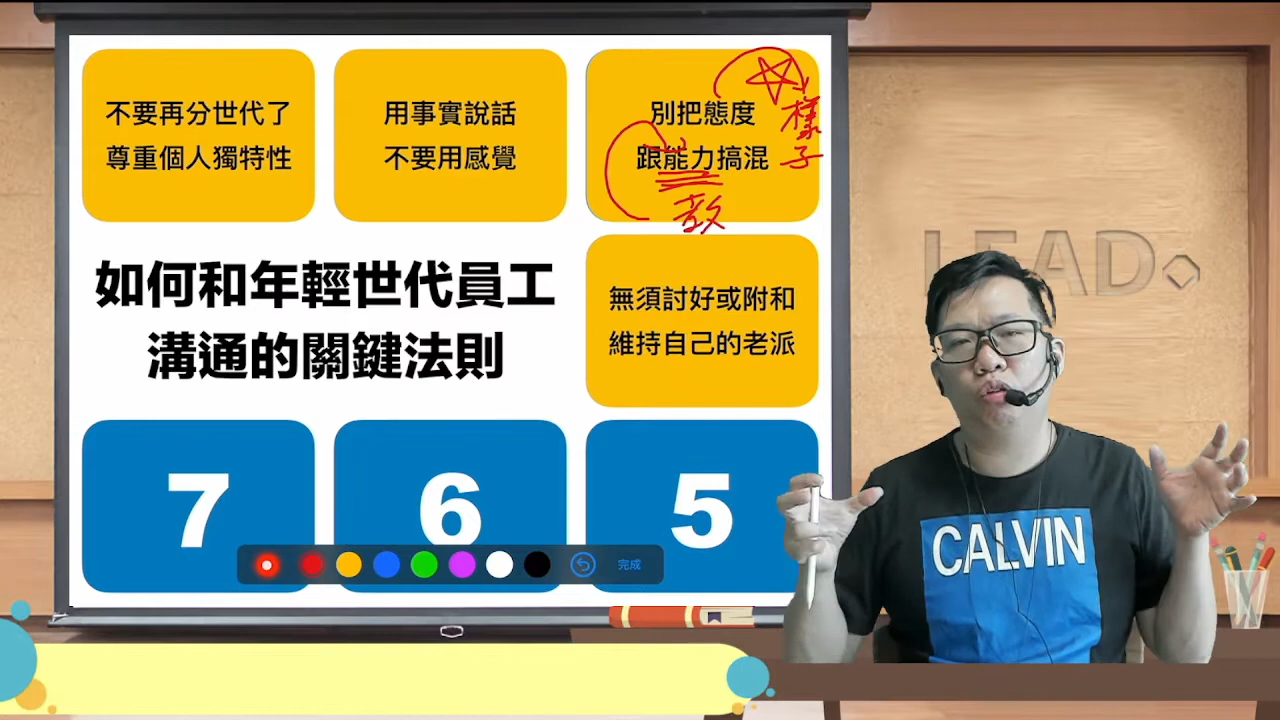 不要再分世代了
尊重個人獨特性
用事實說話
不要用感覺
別把態度
跟能力搞混
樣子
教
如何和年輕世代員工
溝通的關鍵法則
無須討好或附和
維持自己的老派
7
6
5
完成
LEAD
CALVIN